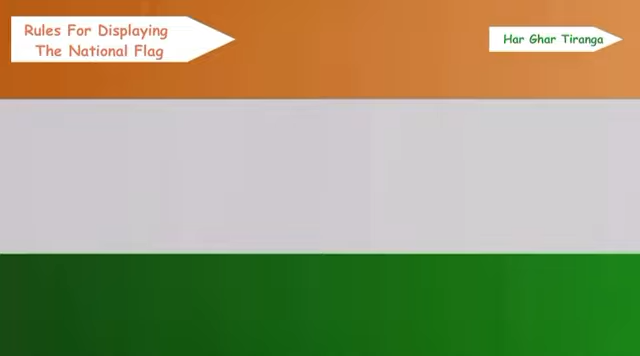 Rules For Displaying
The National Flag
Har Ghar Tiranga